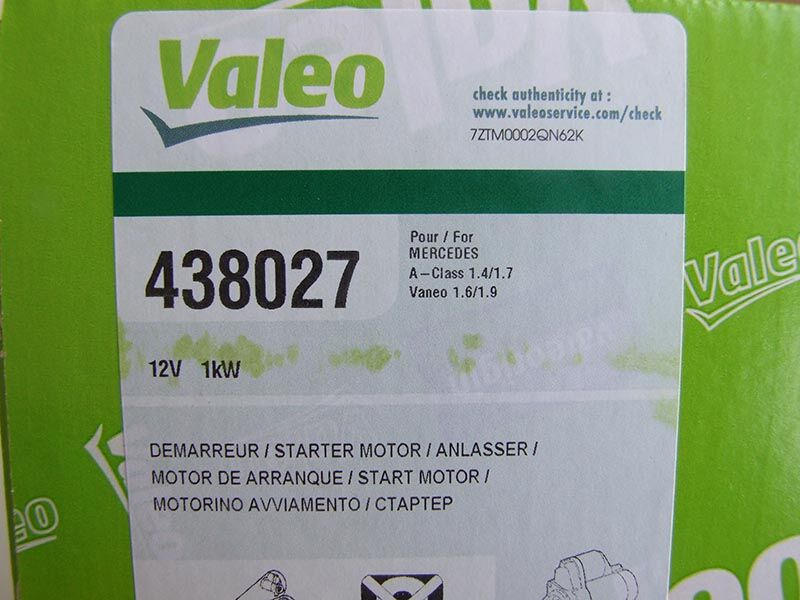 Valeo
check authenticity at :
www.valeoservice.com/check
7ZTM0002QN62K
438027
Pour / For
MERCEDES
A-Class 1.4/1.7
Vaneo 1.6/1.9
12V 1kW
DEMARREUR / STARTER MOTOR / ANLASSER /
MOTOR DE ARRANQUE / START MOTOR /
MOTORINO AVVIAMENTO / СТАРТЕР
Valeo